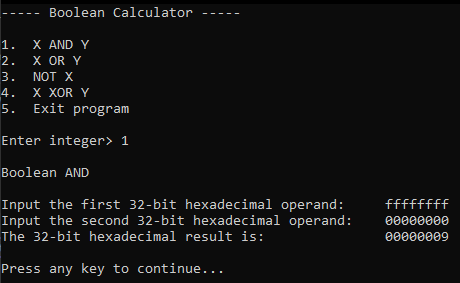 ----- Boolean Calculator -----
1. X AND Y
2. X OR Y
3. NOT X
4. X XOR Y
5. Exit program
Enter integer> 1
Boolean AND
Input the first 32-bit hexadecimal operand: ffffffff
Input the second 32-bit hexadecimal operand: 00000000
The 32-bit hexadecimal result is: 00000009
Press any key to continue...